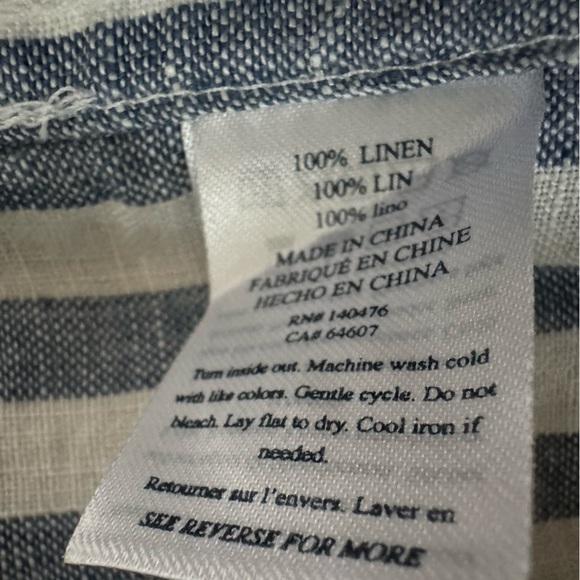 100% LINEN
100% LIN
100% lino
MADE IN CHINA
FABRIQUÉ EN CHINE
HECHO EN CHINA
RN# 140476
CA# 64607
Turn inside out. Machine wash cold
with like colors. Gentle cycle. Do not
bleach. Lay flat to dry. Cool iron if
needed.
Retourner sur l'envers. Laver en
SEE REVERSE FOR MORE